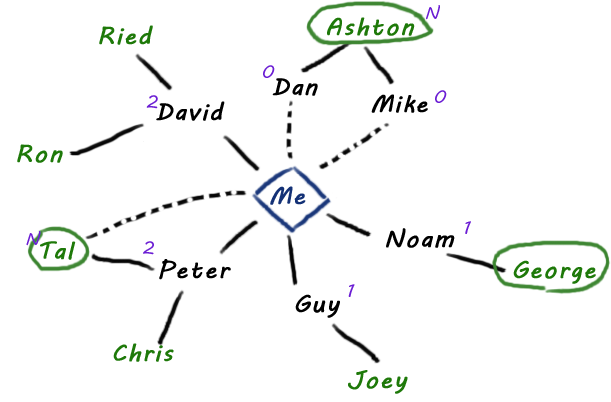 N
Ashton
Ried
0
Dan
2
David
Mike
0
Ron
Me
N
Tal
2
Peter
Noam
1
George
Guy
1
Chris
Joey